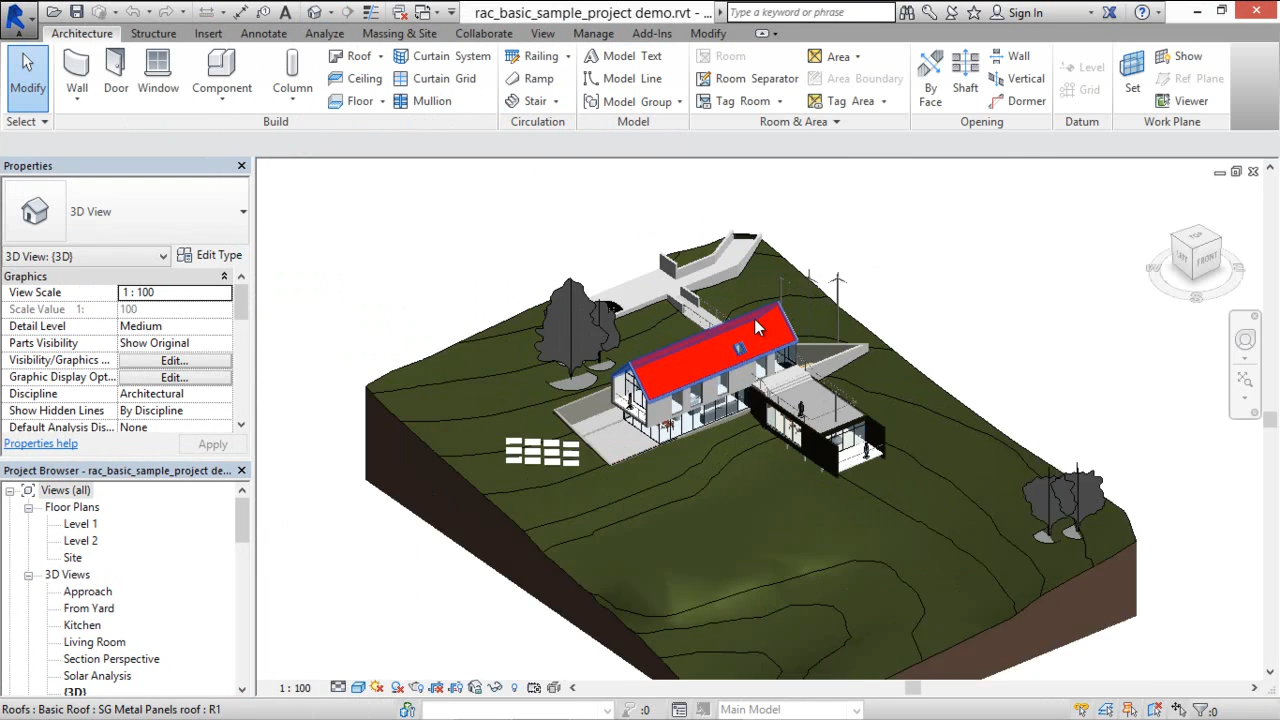 rac_basic_sample_project demo.rvt - ...
Type a keyword or phrase
Sign In
Architecture Structure Insert Annotate Analyze Massing & Site Collaborate View Manage Add-Ins Modify
Modify
Wall
Door
Window
Component
Column
Roof
Ceiling
Floor
Curtain System
Curtain Grid
Mullion
Railing
Ramp
Stair
Model Text
Model Line
Model Group
Room
Room Separator
Tag Room
Area
Area Boundary
Tag Area
By Face
Shaft
Wall
Vertical
Dormer
Level
Grid
Set
Show
Ref Plane
Viewer
Select Build Circulation Model Room & Area Opening Datum Work Plane
Properties
3D View
3D View: {3D} Edit Type
Graphics
View Scale 1 : 100
Scale Value 1: 100
Detail Level Medium
Parts Visibility Show Original
Visibility/Graphics ... Edit...
Graphic Display Opt... Edit...
Discipline Architectural
Show Hidden Lines By Discipline
Default Analysis Dis... None
Properties help Apply
Project Browser - rac_basic_sample_project de...
Views (all)
Floor Plans
Level 1
Level 2
Site
3D Views
Approach
From Yard
Kitchen
Living Room
Section Perspective
Solar Analysis
{3D}
TOP
LEFT FRONT
W
S
1 : 100
Roofs : Basic Roof : SG Metal Panels roof : R1
:0
Main Model
:0